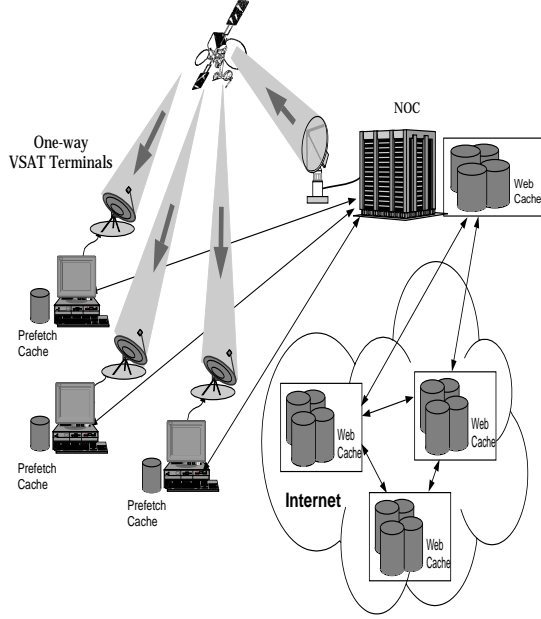 NOC
One-way
VSAT Terminals
Web
Cache
Prefetch
Cache
Prefetch
Cache
Prefetch
Cache
Web
Cache
Web
Cache
Internet
Web
Cache